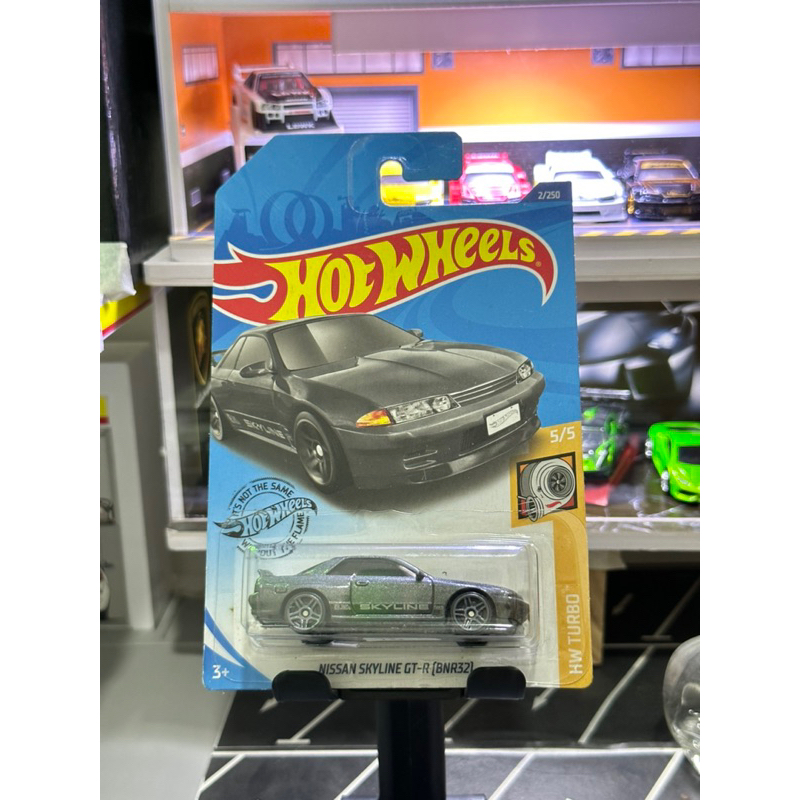 2/250
HOT WHEELS
SKYLINE
5/5
IT'S NOT THE SAME
HOT WHEELS
THE FLAME
SKYLINE
HW TURBO
3+
NISSAN SKYLINE GT-R (BNR32)